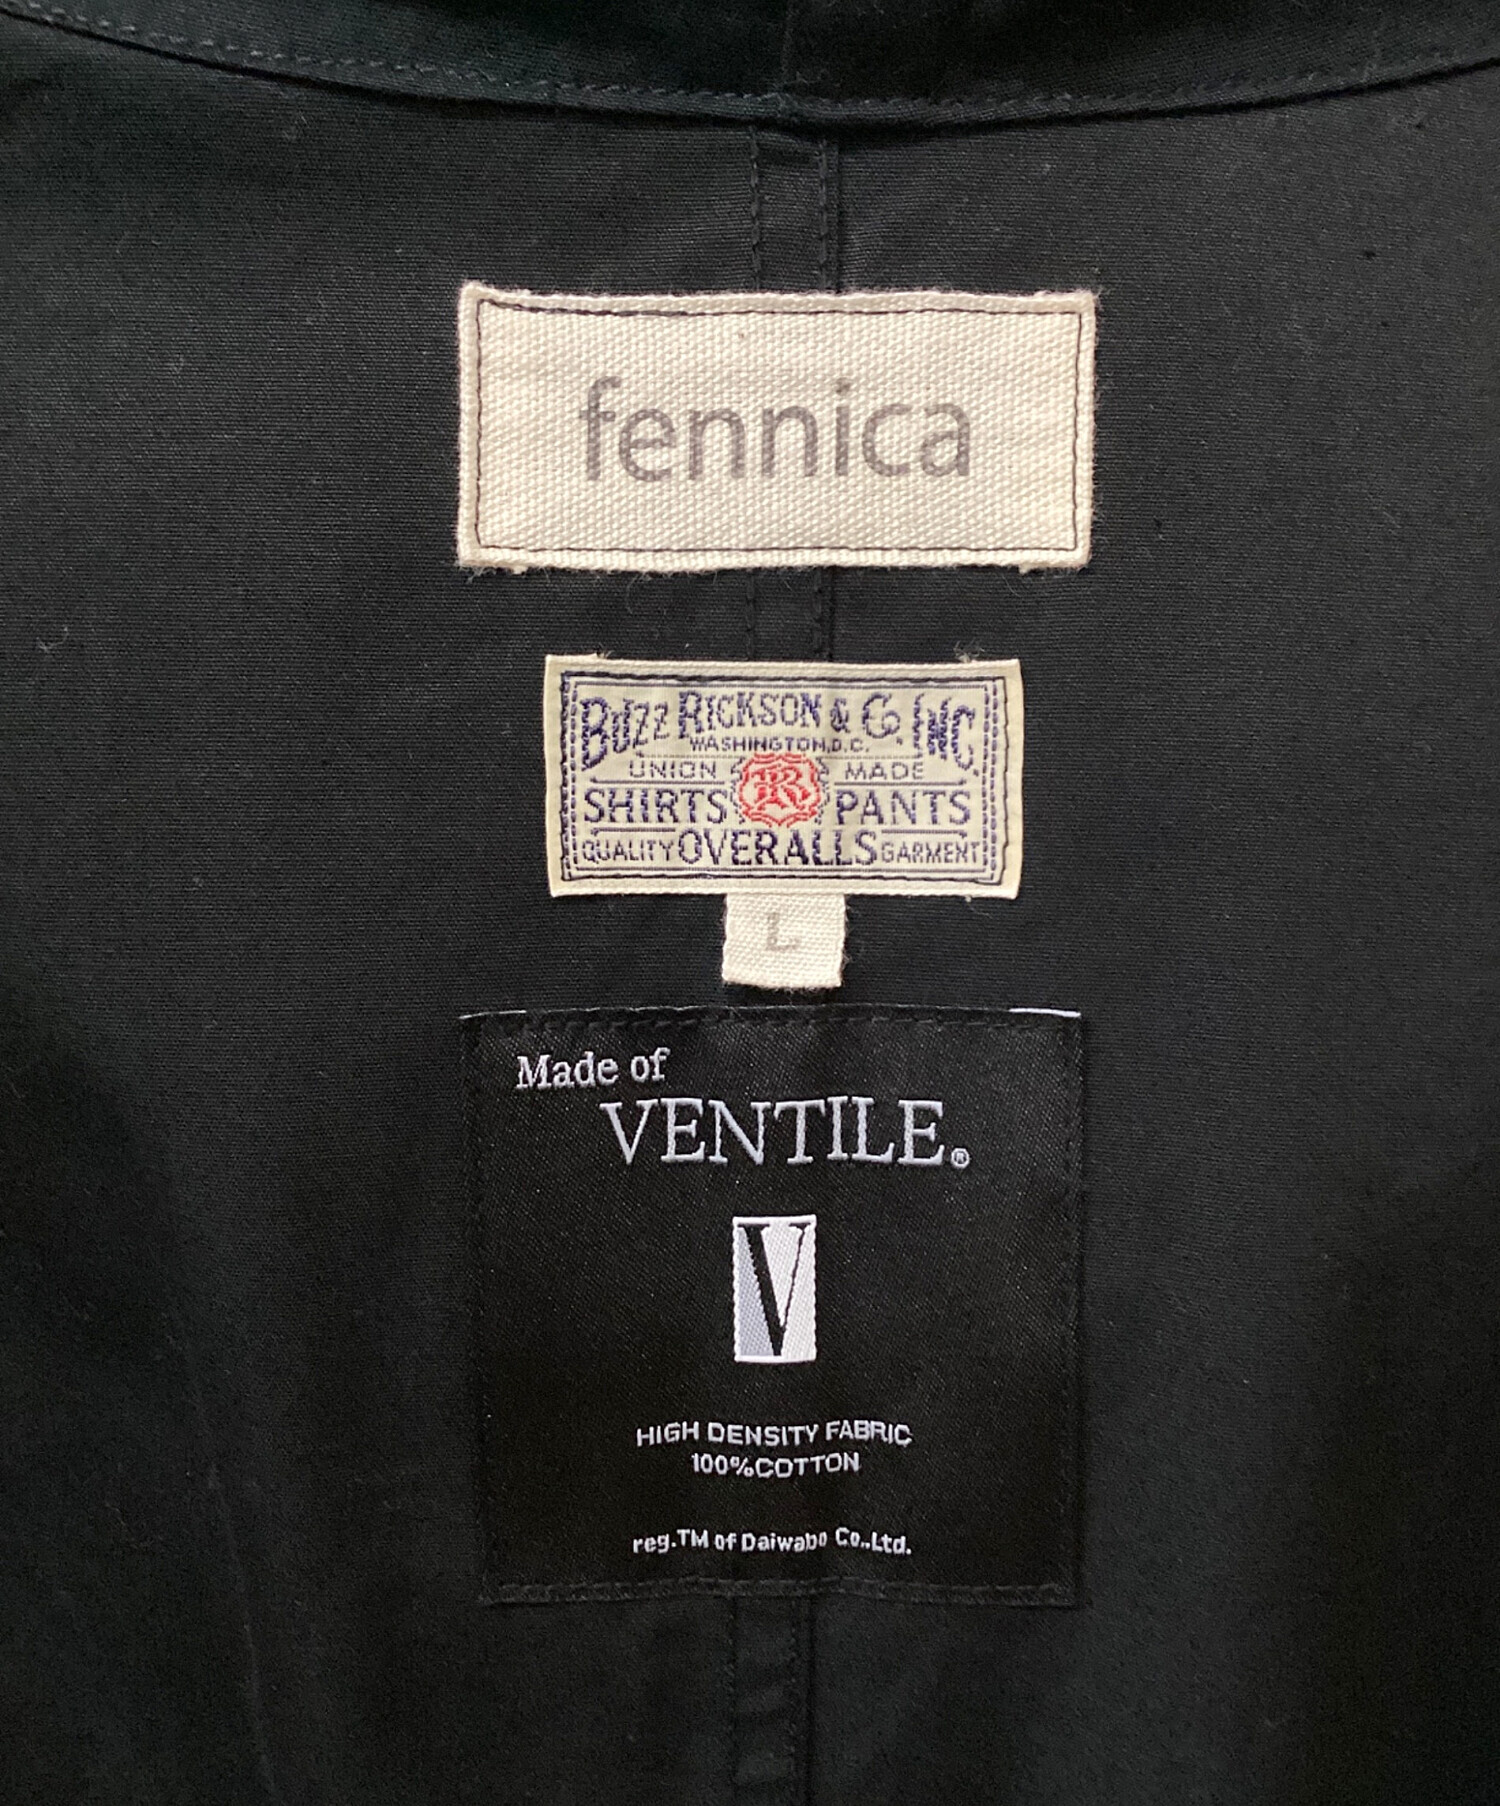 fennica
BUZZ RICKSON & CO. INC.
WASHINGTON, D.C.
UNION MADE
SHIRTS R PANTS
QUALITY OVERALLS GARMENT
L
Made of
VENTILE®
V
HIGH DENSITY FABRIC
100%COTTON
reg.TM of Daiwabo Co.,Ltd.